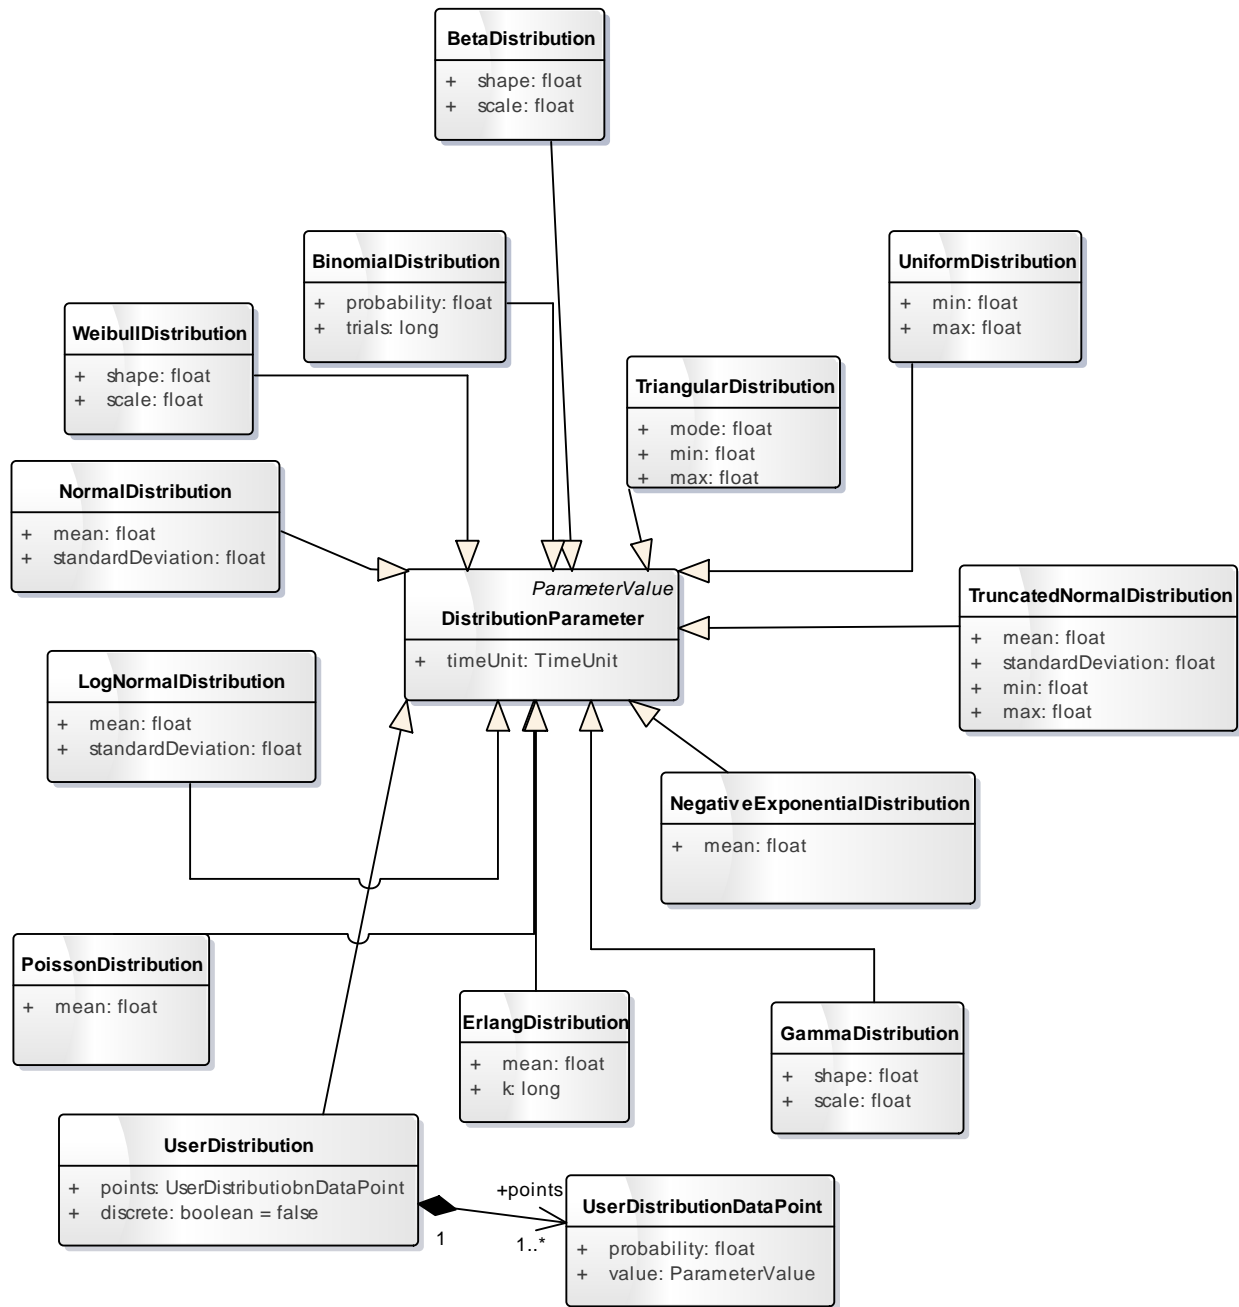 BetaDistribution
+ shape: float
+ scale: float
BinomialDistribution
+ probability: float
+ trials: long
UniformDistribution
+ min: float
+ max: float
WeibullDistribution
+ shape: float
+ scale: float
TriangularDistribution
+ mode: float
+ min: float
+ max: float
NormalDistribution
+ mean: float
+ standardDeviation: float
ParameterValue
DistributionParameter
+ timeUnit: TimeUnit
TruncatedNormalDistribution
+ mean: float
+ standardDeviation: float
+ min: float
+ max: float
LogNormalDistribution
+ mean: float
+ standardDeviation: float
NegativeExponentialDistribution
+ mean: float
PoissonDistribution
+ mean: float
ErlangDistribution
+ mean: float
+ k: long
GammaDistribution
+ shape: float
+ scale: float
UserDistribution
+ points: UserDistributiobnDataPoint
+ discrete: boolean = false
+points
1
1..*
UserDistributionDataPoint
+ probability: float
+ value: ParameterValue